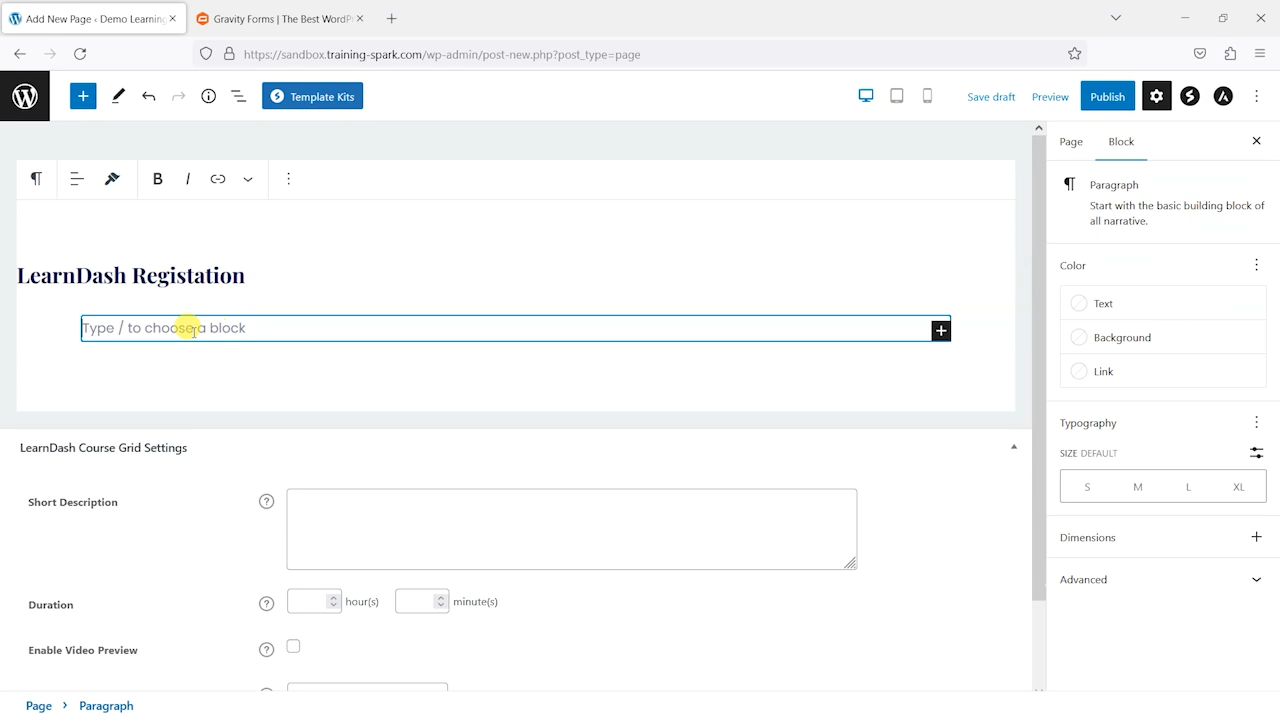 Add New Page ‹ Demo Learning
Gravity Forms | The Best WordPr
https://sandbox.training-spark.com/wp-admin/post-new.php?post_type=page
Template Kits
Save draft
Preview
Publish
Page
Block
B
I
Paragraph
Start with the basic building block of
all narrative.
LearnDash Registation
Color
Text
Type / to choose a block
Background
Link
Typography
LearnDash Course Grid Settings
SIZE DEFAULT
S M L XL
Short Description
Dimensions
Advanced
Duration
hour(s)
minute(s)
Enable Video Preview
Page › Paragraph